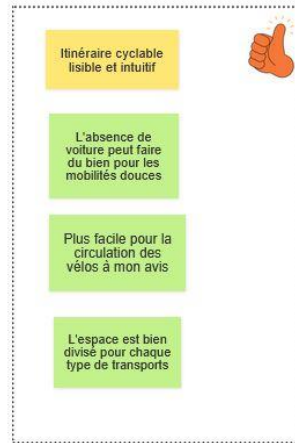 Itinéraire cyclable
lisible et intuitif
L'absence de
voiture peut faire
du bien pour les
mobilités douces
Plus facile pour la
circulation des
vélos à mon avis
L'espace est bien
divisé pour chaque
type de transports